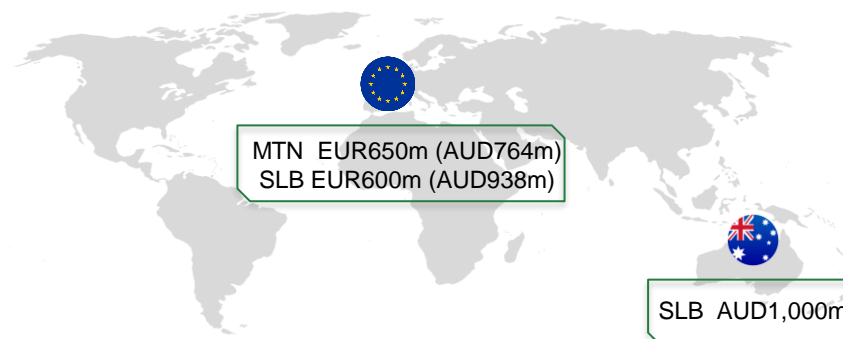 MTN EUR650m (AUD764m)
SLB EUR600m (AUD938m)
SLB AUD1,000m